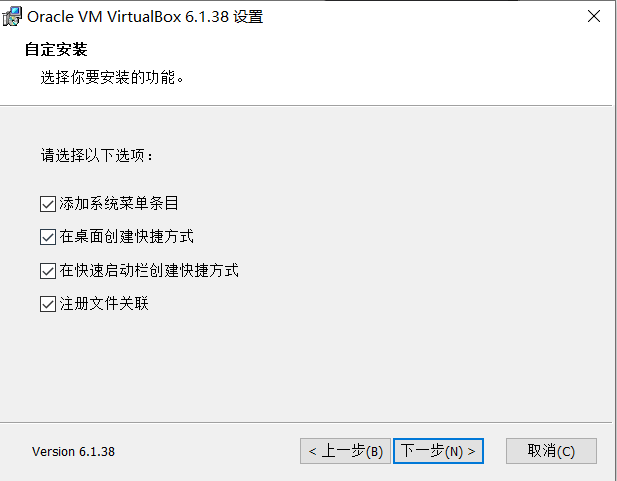 Oracle VM VirtualBox 6.1.38 设置
自定安装
选择你要安装的功能。
请选择以下选项：
添加系统菜单条目
在桌面创建快捷方式
在快速启动栏创建快捷方式
注册文件关联
Version 6.1.38
< 上一步(B)
下一步(N) >
取消(C)